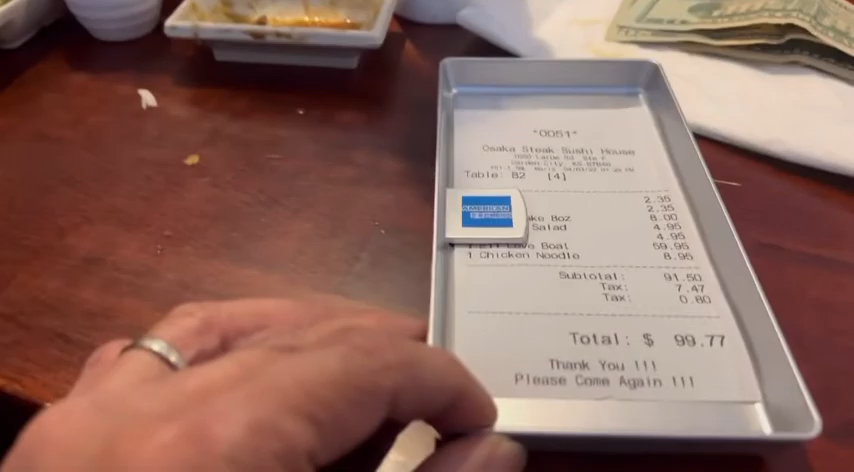 *0051*
Osaka Steak Sushi House
Table: B2 [4]
2.35
2.35
ke Boz 8.00
Salad 4.95
4.95
Boat 59.95
1 Chicken Noodle 8.95
Subtotal: 91.50
Tax: 7.47
Tax: 0.80
Total: $ 99.77
Thank You !!!
Please Come Again !!!
AMERICAN
EXPRESS